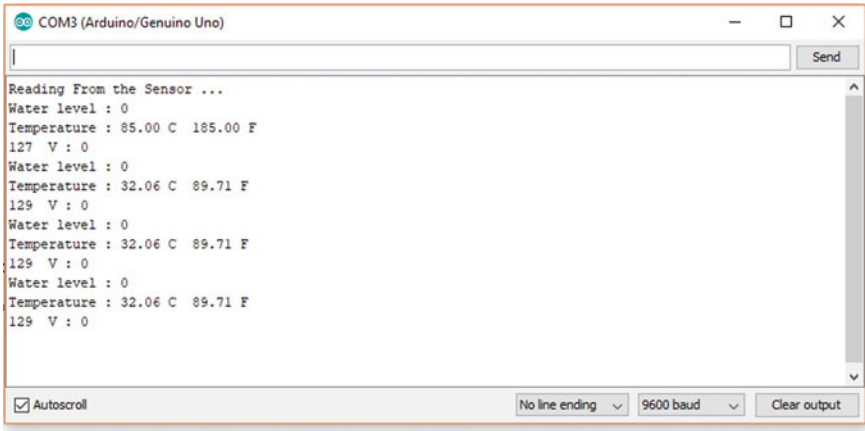 COM3 (Arduino/Genuino Uno)
Send
Reading From the Sensor ...
Water level : 0
Temperature : 85.00 C  185.00 F
127  V : 0
Water level : 0
Temperature : 32.06 C  89.71 F
129  V : 0
Water level : 0
Temperature : 32.06 C  89.71 F
129  V : 0
Water level : 0
Temperature : 32.06 C  89.71 F
129  V : 0
Autoscroll No line ending 9600 baud Clear output